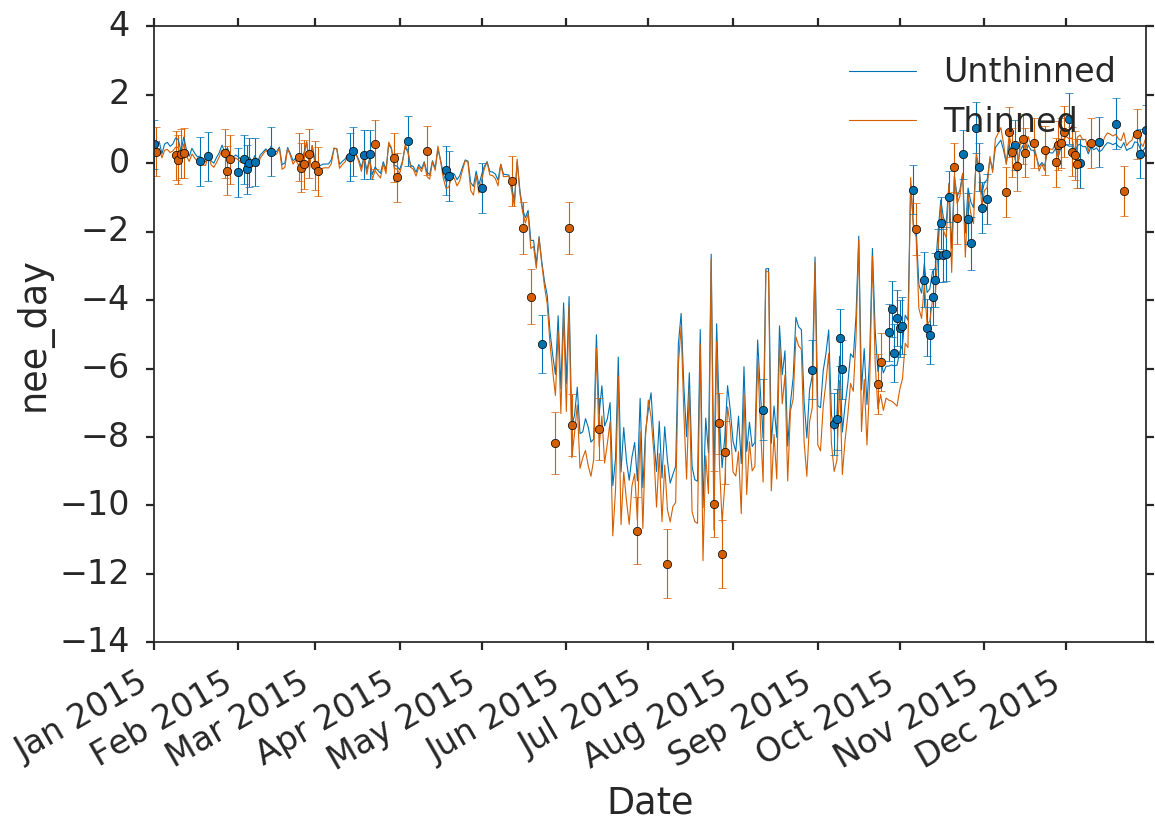 4
2
0
−2
−4
−6
−8
−10
−12
−14
nee_day
Unthinned
Thinned
Jan 2015
Feb 2015
Mar 2015
Apr 2015
May 2015
Jun 2015
Jul 2015
Aug 2015
Sep 2015
Oct 2015
Nov 2015
Dec 2015
Date